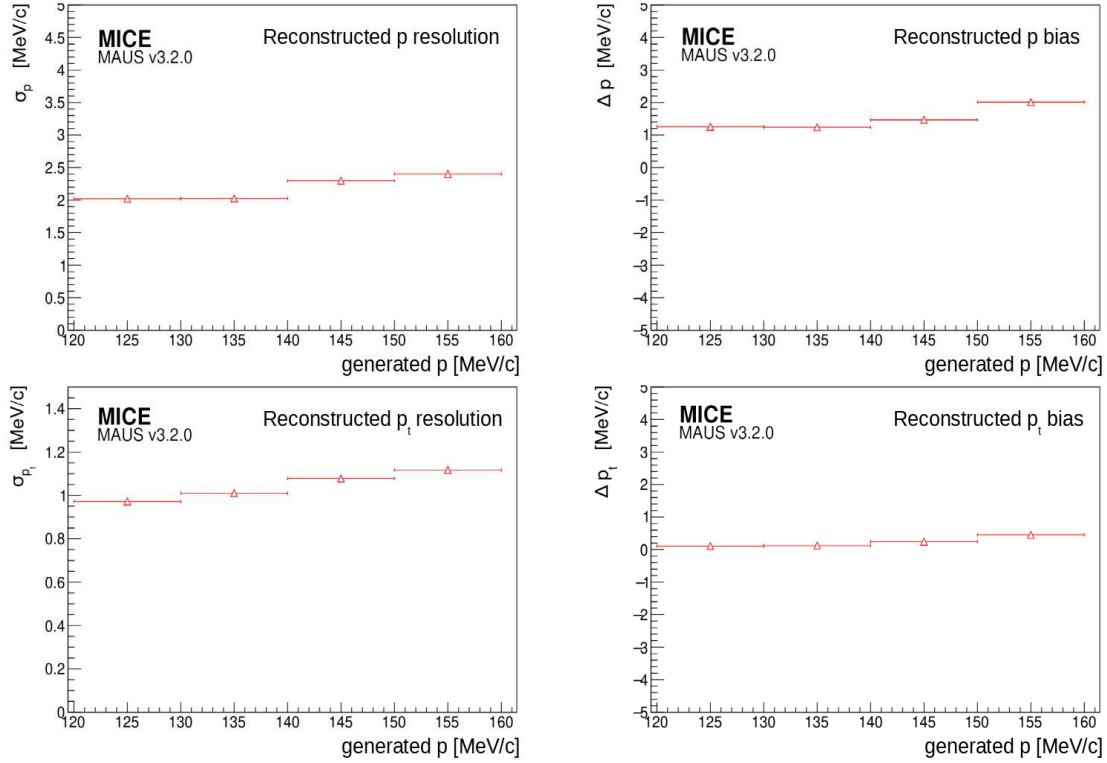 σp [MeV/c]
MICE
MAUS v3.2.0
Reconstructed p resolution
5
4.5
4
3.5
3
2.5
2
1.5
1
0.5
0
120 125 130 135 140 145 150 155 160
generated p [MeV/c]
Δ p [MeV/c]
MICE
MAUS v3.2.0
Reconstructed p bias
5
4
3
2
1
0
−1
−2
−3
−4
−5
120 125 130 135 140 145 150 155 160
generated p [MeV/c]
σpt [MeV/c]
MICE
MAUS v3.2.0
Reconstructed pt resolution
1.4
1.2
1
0.8
0.6
0.4
0.2
0
120 125 130 135 140 145 150 155 160
generated p [MeV/c]
Δ pt [MeV/c]
MICE
MAUS v3.2.0
Reconstructed pt bias
5
4
3
2
1
0
−1
−2
−3
−4
−5
120 125 130 135 140 145 150 155 160
generated p [MeV/c]